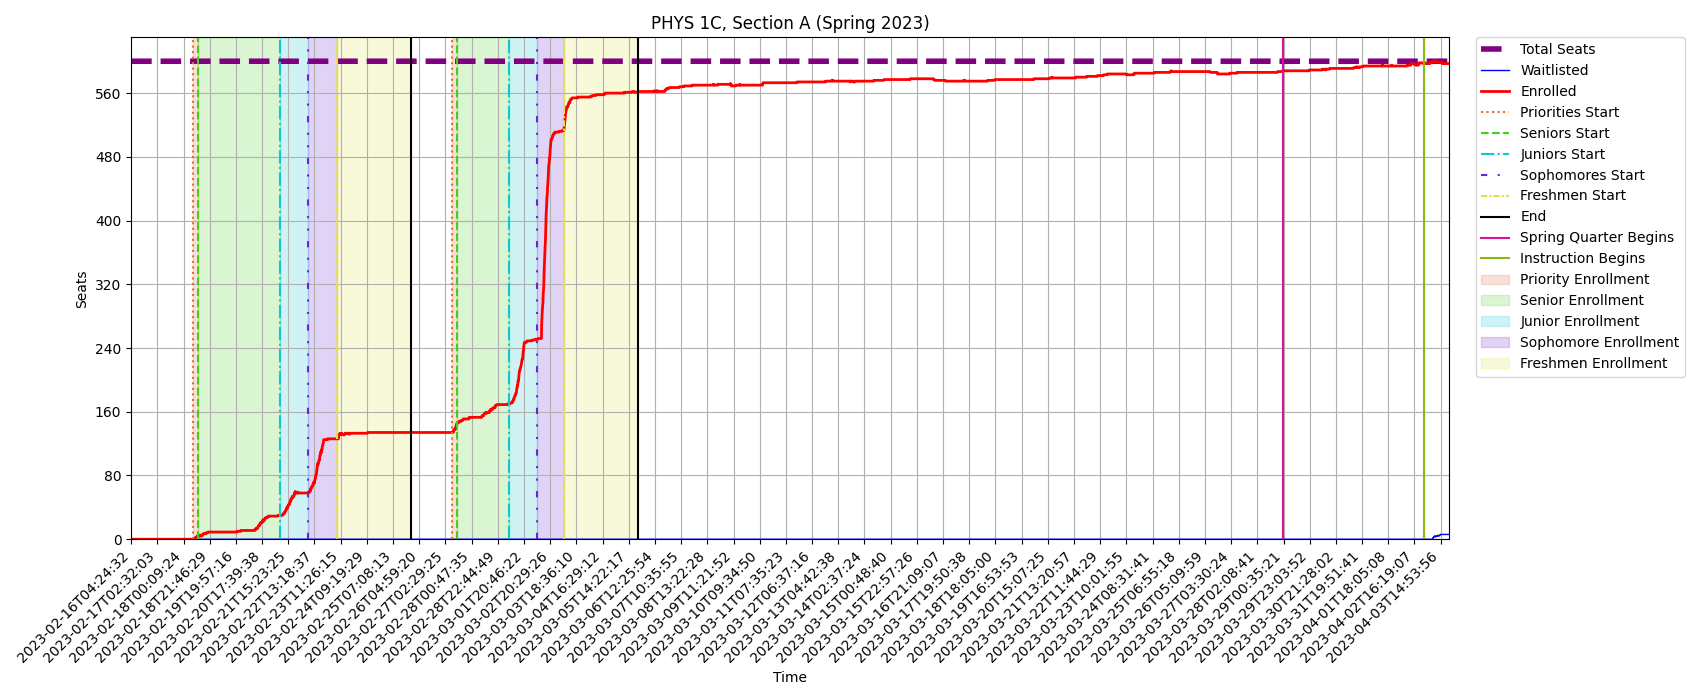 PHYS 1C, Section A (Spring 2023)
Total Seats
Waitlisted
Enrolled
Priorities Start
Seniors Start
Juniors Start
Sophomores Start
Freshmen Start
End
Spring Quarter Begins
Instruction Begins
Priority Enrollment
Senior Enrollment
Junior Enrollment
Sophomore Enrollment
Freshmen Enrollment
Seats
560
480
400
320
240
160
80
0
2023-02-16T04:24:32
2023-02-17T02:32:03
2023-02-18T00:09:24
2023-02-18T21:46:29
2023-02-19T19:57:16
2023-02-20T17:39:38
2023-02-21T15:23:25
2023-02-22T13:18:37
2023-02-23T11:26:15
2023-02-24T09:19:29
2023-02-25T07:08:13
2023-02-26T04:59:20
2023-02-27T02:29:25
2023-02-28T00:47:35
2023-02-28T22:44:49
2023-03-01T20:46:22
2023-03-02T20:29:26
2023-03-03T18:36:10
2023-03-04T16:29:12
2023-03-05T14:22:17
2023-03-06T12:25:54
2023-03-07T10:35:55
2023-03-08T13:22:28
2023-03-09T11:21:52
2023-03-10T09:34:50
2023-03-11T07:35:23
2023-03-12T06:37:16
2023-03-13T04:42:38
2023-03-14T02:37:24
2023-03-15T00:48:40
2023-03-15T22:57:26
2023-03-16T21:09:07
2023-03-17T19:50:38
2023-03-18T18:05:00
2023-03-19T16:53:53
2023-03-20T15:07:25
2023-03-21T13:20:57
2023-03-22T11:44:29
2023-03-23T10:01:55
2023-03-24T08:31:41
2023-03-25T06:55:18
2023-03-26T05:09:59
2023-03-27T03:30:24
2023-03-28T02:08:41
2023-03-29T00:35:21
2023-03-29T23:03:52
2023-03-30T21:28:02
2023-03-31T19:51:41
2023-04-01T18:05:08
2023-04-02T16:19:07
2023-04-03T14:53:56
Time